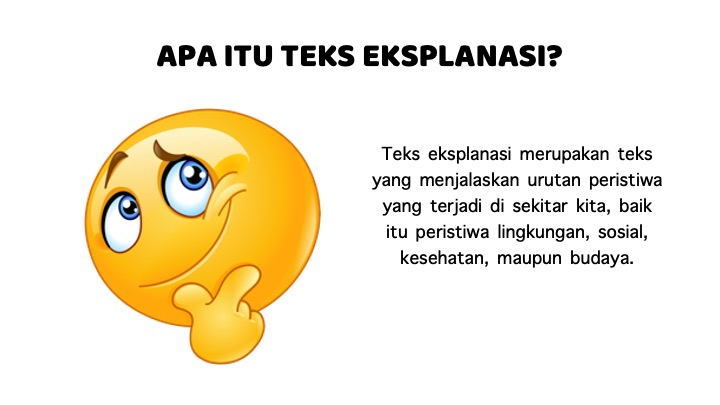 APA ITU TEKS EKSPLANASI?
Teks eksplanasi merupakan teks
yang menjalaskan urutan peristiwa
yang terjadi di sekitar kita, baik
itu peristiwa lingkungan, sosial,
kesehatan, maupun budaya.